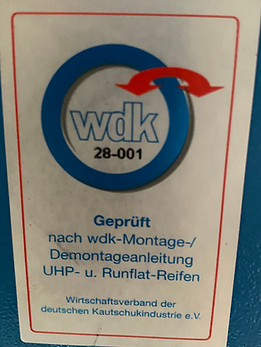 wdk
28-001
Geprüft
nach wdk-Montage-/
Demontageanleitung
UHP- u. Runflat-Reifen
Wirtschaftsverband der
deutschen Kautschukindustrie e.V.